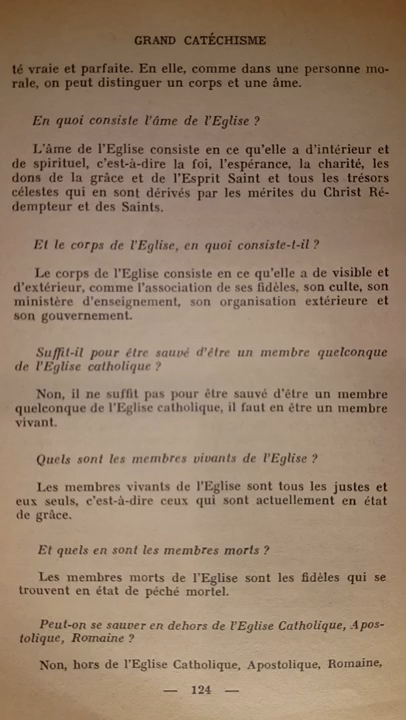 GRAND CATÉCHISME
té vraie et parfaite. En elle, comme dans une personne mo-
rale, on peut distinguer un corps et une âme.
En quoi consiste l'âme de l'Eglise ?
L'âme de l'Eglise consiste en ce qu'elle a d'intérieur et
de spirituel, c'est-à-dire la foi, l'espérance, la charité, les
dons de la grâce et de l'Esprit Saint et tous les trésors
célestes qui en sont dérivés par les mérites du Christ Ré-
dempteur et des Saints.
Et le corps de l'Eglise, en quoi consiste-t-il ?
Le corps de l'Eglise consiste en ce qu'elle a de visible et
d'extérieur, comme l'association de ses fidèles, son culte, son
ministère d'enseignement, son organisation extérieure et
son gouvernement.
Suffit-il pour être sauvé d'être un membre quelconque
de l'Eglise catholique ?
Non, il ne suffit pas pour être sauvé d'être un membre
quelconque de l'Eglise catholique, il faut en être un membre
vivant.
Quels sont les membres vivants de l'Eglise ?
Les membres vivants de l'Eglise sont tous les justes et
eux seuls, c'est-à-dire ceux qui sont actuellement en état
de grâce.
Et quels en sont les membres morts ?
Les membres morts de l'Eglise sont les fidèles qui se
trouvent en état de péché mortel.
Peut-on se sauver en dehors de l'Eglise Catholique, Apos-
tolique, Romaine ?
Non, hors de l'Eglise Catholique, Apostolique, Romaine,
— 124 —